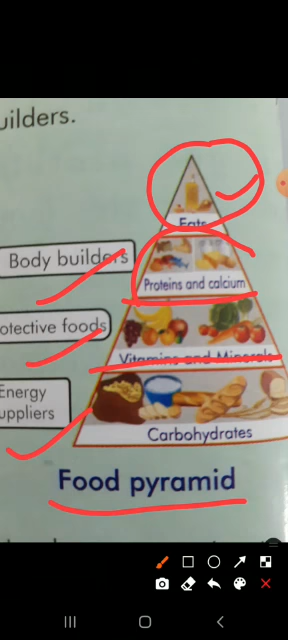 uilders.
Fats
Body builders
Proteins and calcium
otective foods
Vitamins and Minerals
Energy
uppliers
Carbohydrates
Food pyramid